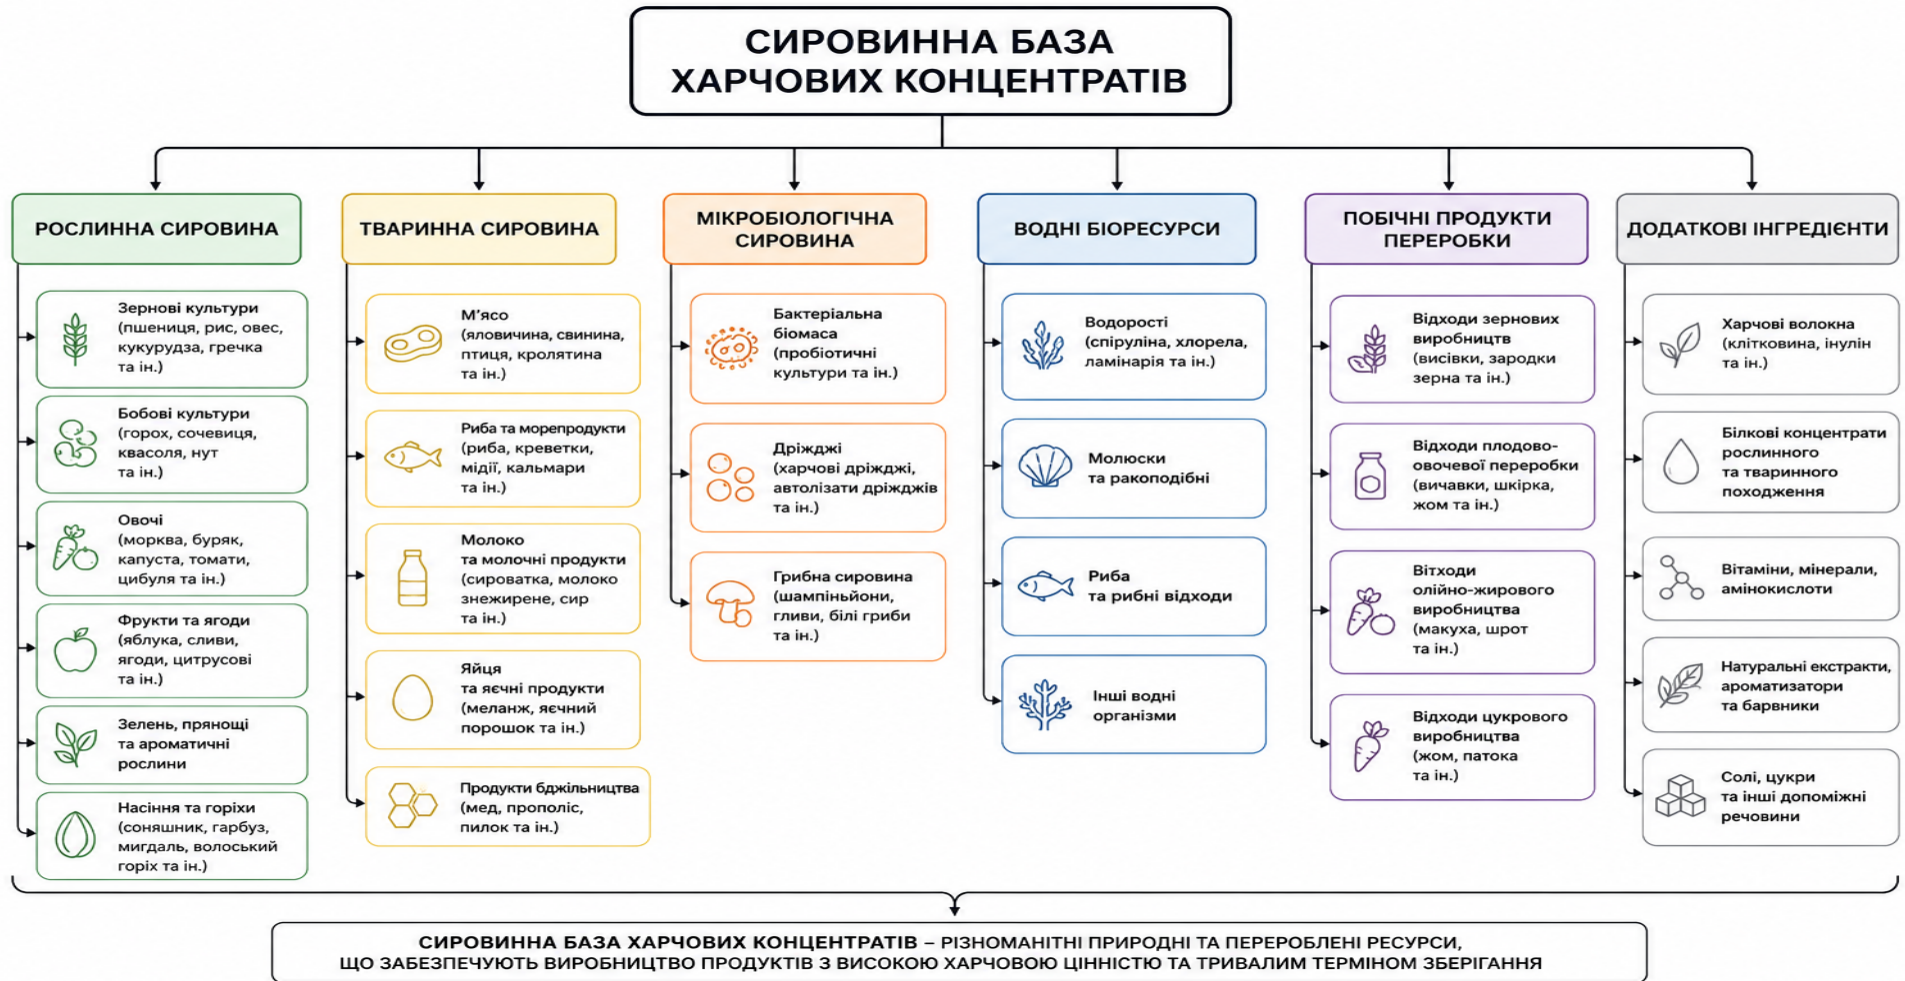 СИРОВИННА БАЗА
ХАРЧОВИХ КОНЦЕНТРАТІВ
РОСЛИННА СИРОВИНА
Зернові культури
(пшениця, рис, овес,
кукурудза, гречка
та ін.)
Бобові культури
(горох, сочевиця,
квасоля, нут
та ін.)
Овочі
(морква, буряк,
капуста, томати,
цибуля та ін.)
Фрукти та ягоди
(яблука, сливи,
ягоди, цитрусові
та ін.)
Зелень, прянощі
та ароматичні
рослини
Насіння та горіхи
(соняшник, гарбуз,
мигдаль, волоський
горіх та ін.)
ТВАРИННА СИРОВИНА
М'ясо
(яловичина, свинина,
птиця, кролятина
та ін.)
Риба та морепродукти
(риба, креветки,
мідії, кальмари
та ін.)
Молоко
та молочні продукти
(сироватка, молоко
знежирене, сир
та ін.)
Яйця
та яєчні продукти
(меланж, яєчний
порошок та ін.)
Продукти бджільництва
(мед, прополіс,
пилок та ін.)
МІКРОБІОЛОГІЧНА
СИРОВИНА
Бактеріальна
біомаса
(пробіотичні
культури та ін.)
Дріжджі
(харчові дріжджі,
автолізати дріжджів
та ін.)
Грибна сировина
(шампіньйони,
гливи, білі гриби
та ін.)
ВОДНІ БІОРЕСУРСИ
Водорості
(спіруліна, хлорела,
ламінарія та ін.)
Молюски
та ракоподібні
Риба
та рибні відходи
Інші водні
організми
ПОБІЧНІ ПРОДУКТИ
ПЕРЕРОБКИ
Відходи зернових
виробництв
(висівки, зародки
зерна та ін.)
Відходи плодово-
овочевої переробки
(вичавки, шкірка,
жом та ін.)
Вітходи
олійно-жирового
виробництва
(макуха, шрот
та ін.)
Відходи цукрового
виробництва
(жом, патока
та ін.)
ДОДАТКОВІ ІНГРЕДІЄНТИ
Харчові волокна
(клітковина, інулін
та ін.)
Білкові концентрати
рослинного
та тваринного
походження
Вітаміни, мінерали,
амінокислоти
Натуральні екстракти,
ароматизатори
та барвники
Солі, цукри
та інші допоміжні
речовини
СИРОВИННА БАЗА ХАРЧОВИХ КОНЦЕНТРАТІВ – РІЗНОМАНІТНІ ПРИРОДНІ ТА ПЕРЕРОБЛЕНІ РЕСУРСИ,
ЩО ЗАБЕЗПЕЧУЮТЬ ВИРОБНИЦТВО ПРОДУКТІВ З ВИСОКОЮ ХАРЧОВОЮ ЦІННІСТЮ ТА ТРИВАЛИМ ТЕРМІНОМ ЗБЕРІГАННЯ